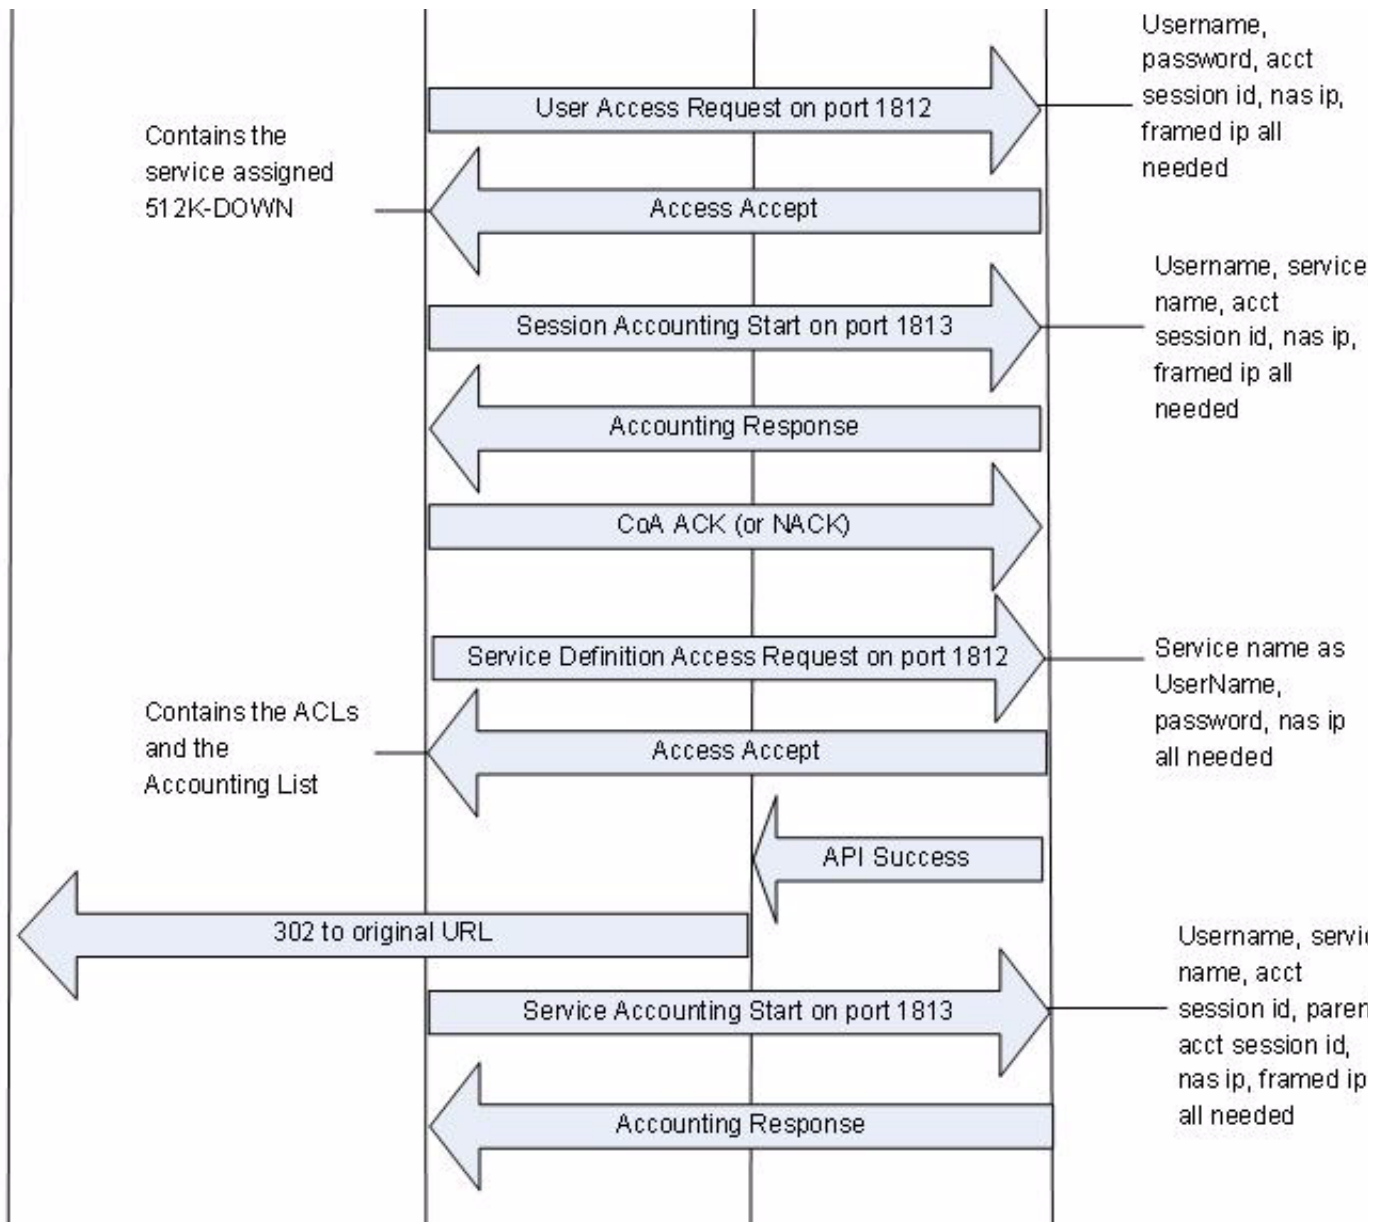 Username,
password, acct
session id, nas ip,
framed ip all
needed
User Access Request on port 1812
Contains the
service assigned
512K-DOWN
Access Accept
Username, service
name, acct
session id, nas ip,
framed ip all
needed
Session Accounting Start on port 1813
Accounting Response
CoA ACK (or NACK)
Service Definition Access Request on port 1812
Service name as
UserName,
password, nas ip
all needed
Contains the ACLs
and the
Accounting List
Access Accept
API Success
302 to original URL
Username, servic
name, acct
session id, paren
acct session id,
nas ip, framed ip
all needed
Service Accounting Start on port 1813
Accounting Response